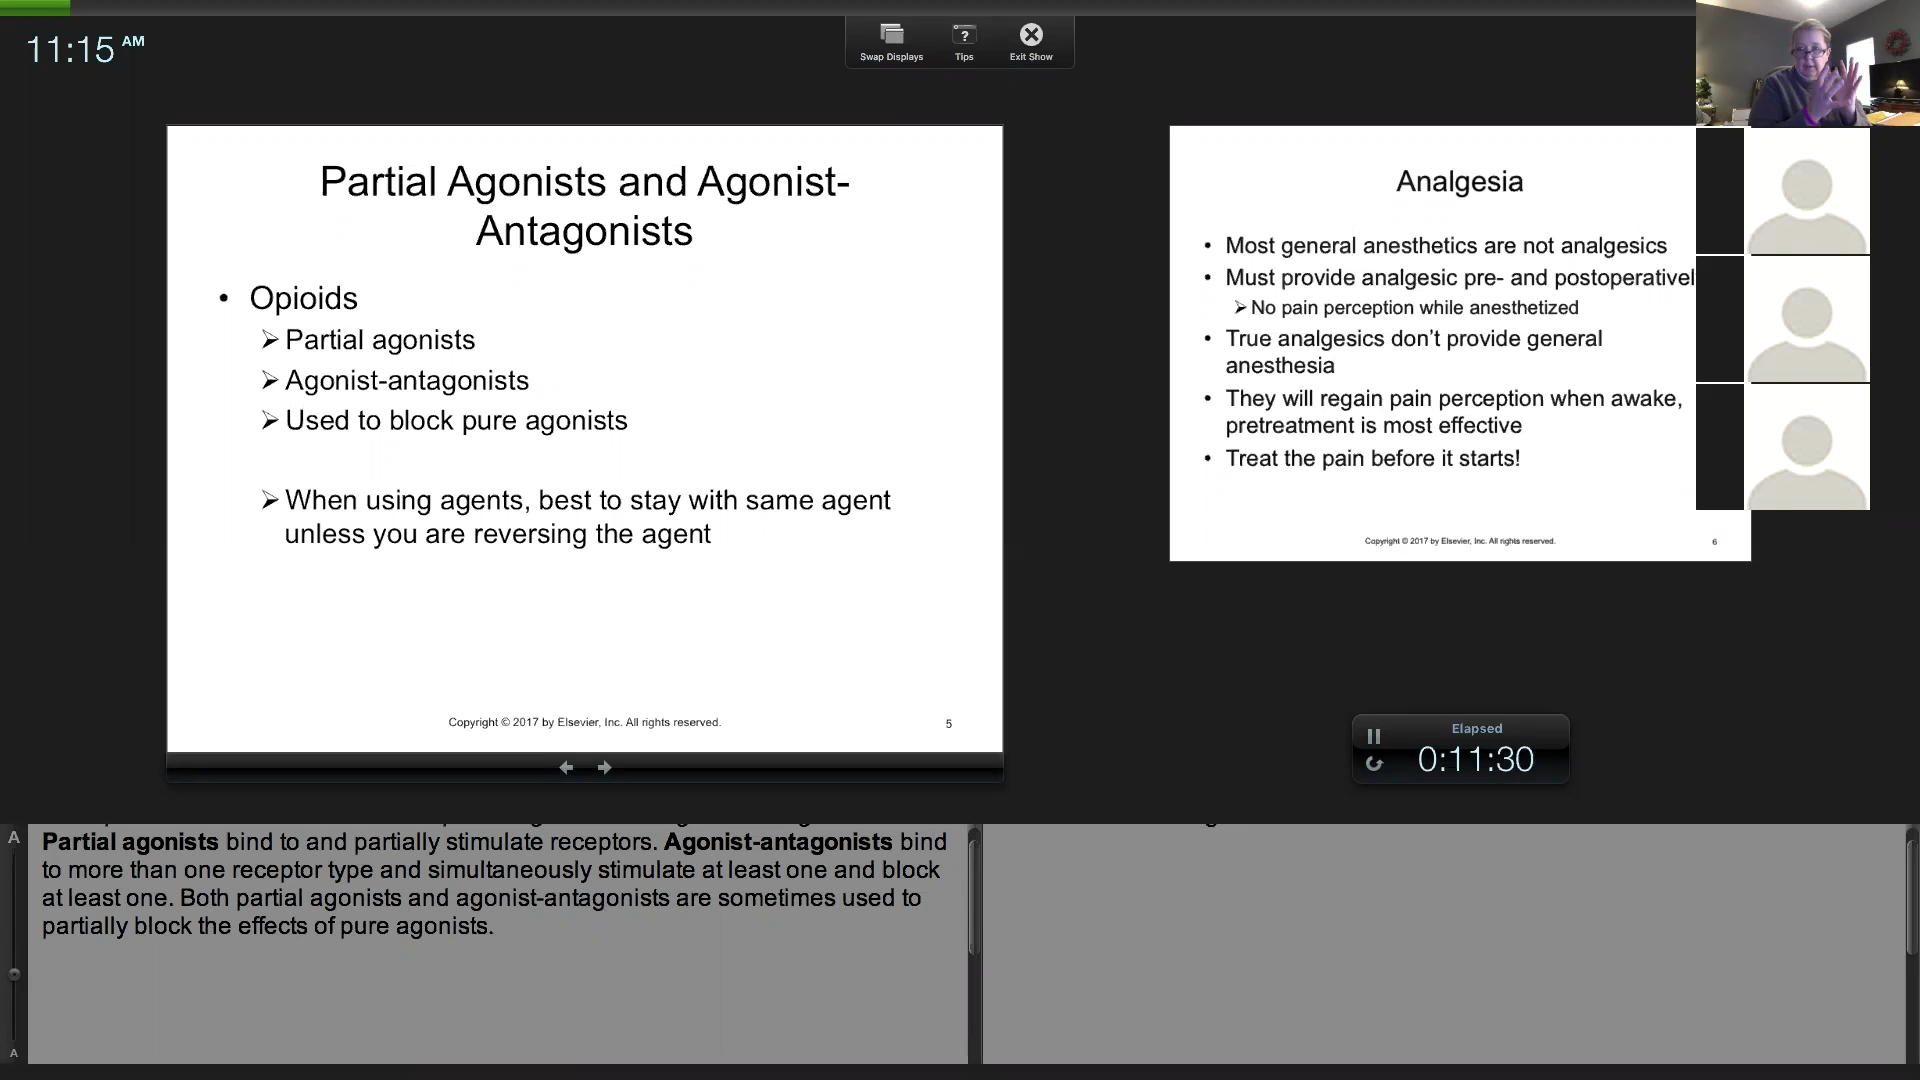 11:15 AM
Swap Displays
Tips
Exit Show
Partial Agonists and Agonist-
Antagonists
• Opioids
➢ Partial agonists
➢ Agonist-antagonists
➢ Used to block pure agonists
➢ When using agents, best to stay with same agent
unless you are reversing the agent
Copyright © 2017 by Elsevier, Inc. All rights reserved.
5
Analgesia
• Most general anesthetics are not analgesics
• Must provide analgesic pre- and postoperativel
➢ No pain perception while anesthetized
• True analgesics don’t provide general
anesthesia
• They will regain pain perception when awake,
pretreatment is most effective
• Treat the pain before it starts!
Copyright © 2017 by Elsevier, Inc. All rights reserved.
6
Elapsed
0:11:30
A
Partial agonists bind to and partially stimulate receptors. Agonist-antagonists bind
to more than one receptor type and simultaneously stimulate at least one and block
at least one. Both partial agonists and agonist-antagonists are sometimes used to
partially block the effects of pure agonists.
A